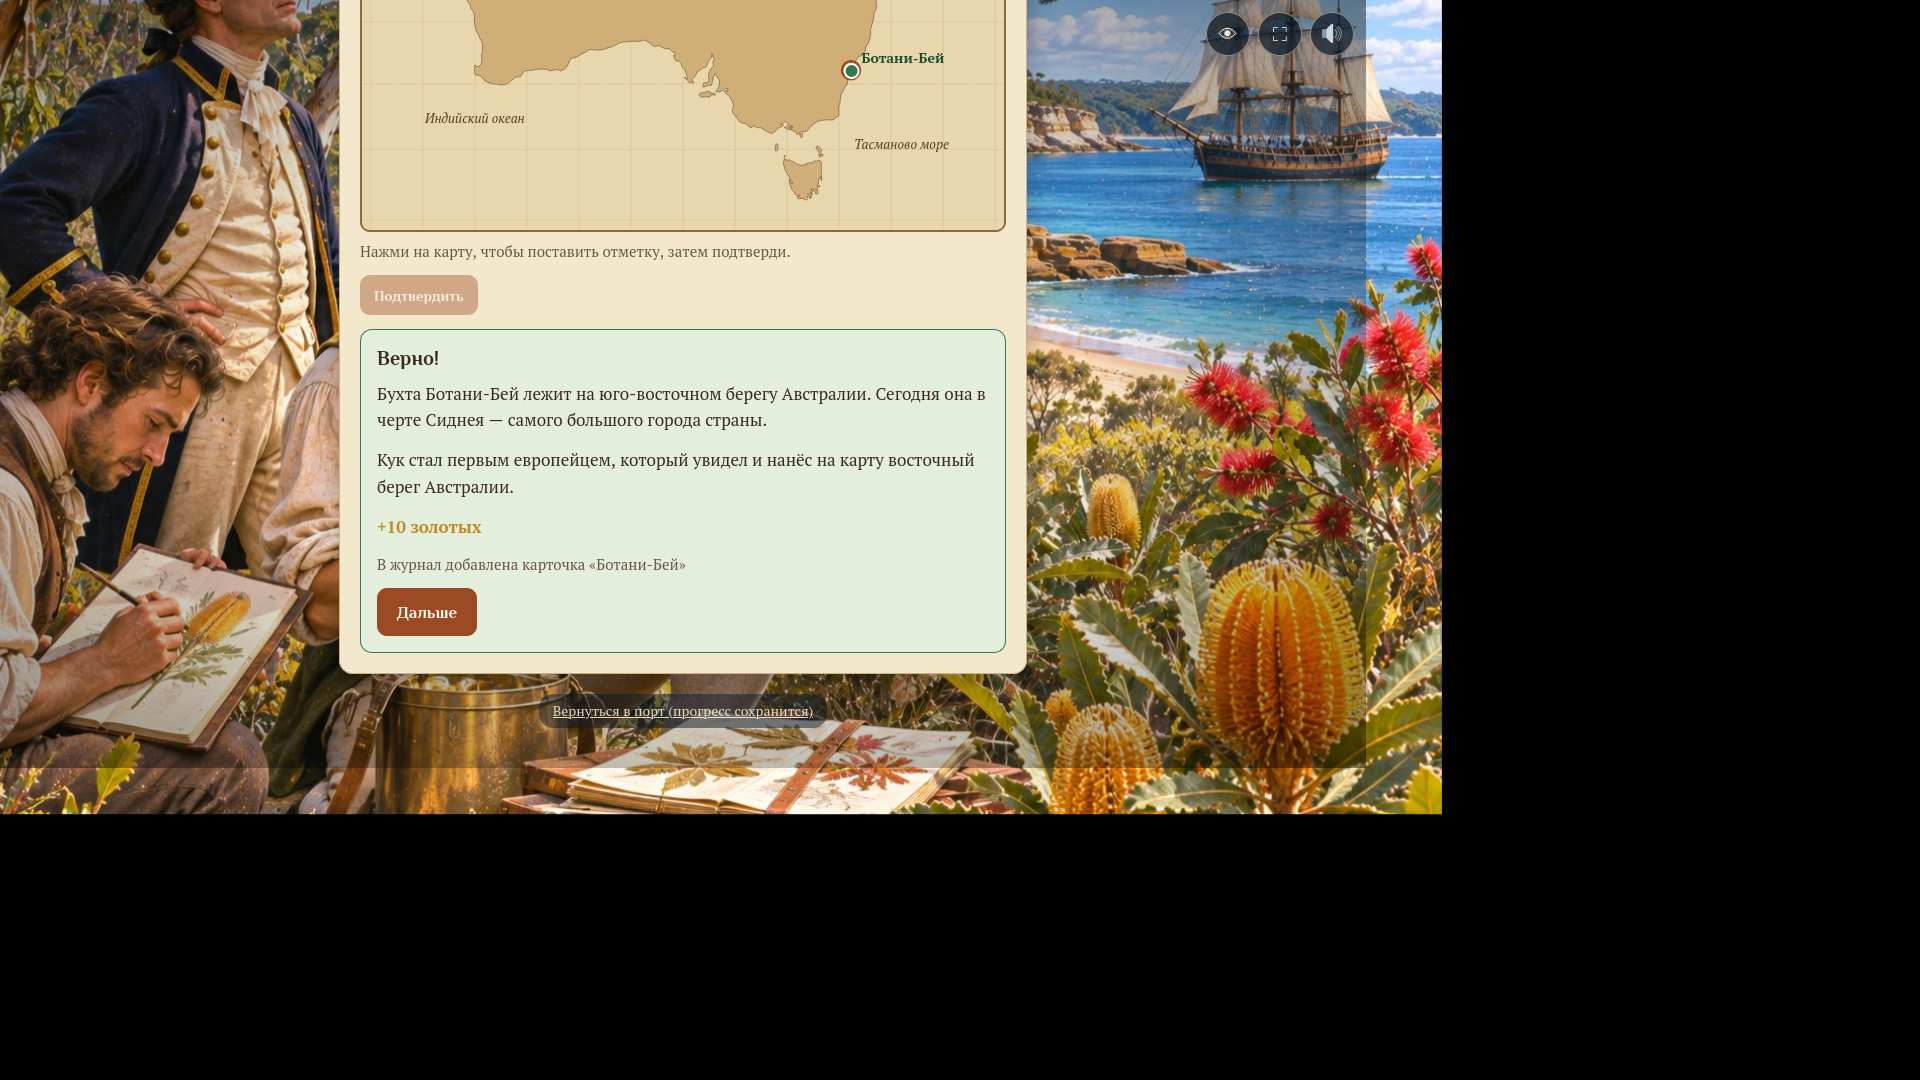 Ботани-Бей
Индийский океан
Тасманово море
Нажми на карту, чтобы поставить отметку, затем подтверди.
Подтвердить
Верно!
Бухта Ботани-Бей лежит на юго-восточном берегу Австралии. Сегодня она в
черте Сиднея — самого большого города страны.
Кук стал первым европейцем, который увидел и нанёс на карту восточный
берег Австралии.
+10 золотых
В журнал добавлена карточка «Ботани-Бей»
Дальше
Вернуться в порт (прогресс сохранится)